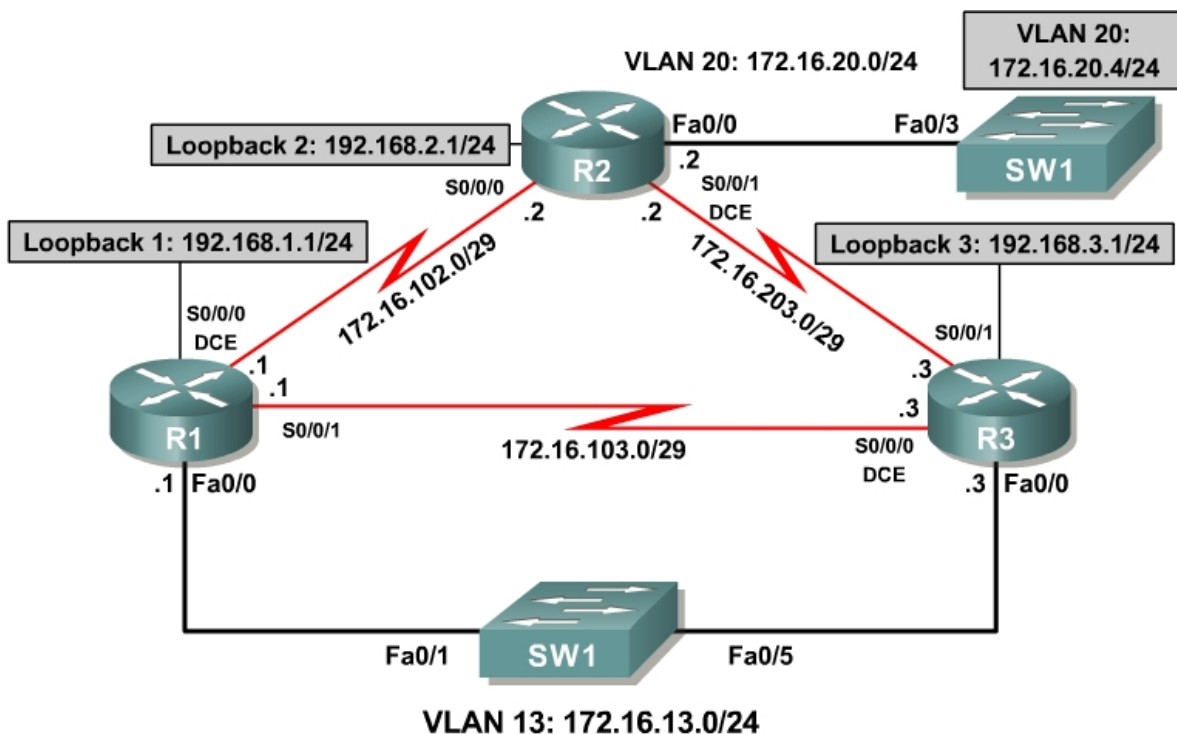 VLAN 20:
172.16.20.4/24
VLAN 20: 172.16.20.0/24
Fa0/0
Fa0/3
Loopback 2: 192.168.2.1/24
R2
.2
SW1
S0/0/0
S0/0/1
DCE
.2
.2
Loopback 1: 192.168.1.1/24
Loopback 3: 192.168.3.1/24
172.16.102.0/29
172.16.203.0/29
S0/0/0
DCE
S0/0/1
.1
.1
.3
.3
R1
S0/0/1
172.16.103.0/29
S0/0/0
DCE
R3
.1 Fa0/0
.3 Fa0/0
Fa0/1
SW1
Fa0/5
VLAN 13: 172.16.13.0/24